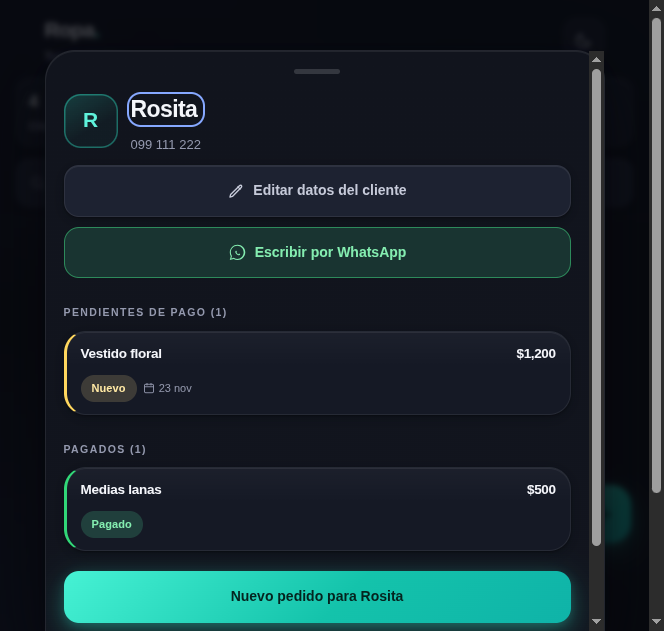 Ropa.
R
Rosita
099 111 222
Editar datos del cliente
Escribir por WhatsApp
PENDIENTES DE PAGO (1)
Vestido floral
$1,200
Nuevo
23 nov
PAGADOS (1)
Medias lanas
$500
Pagado
Nuevo pedido para Rosita